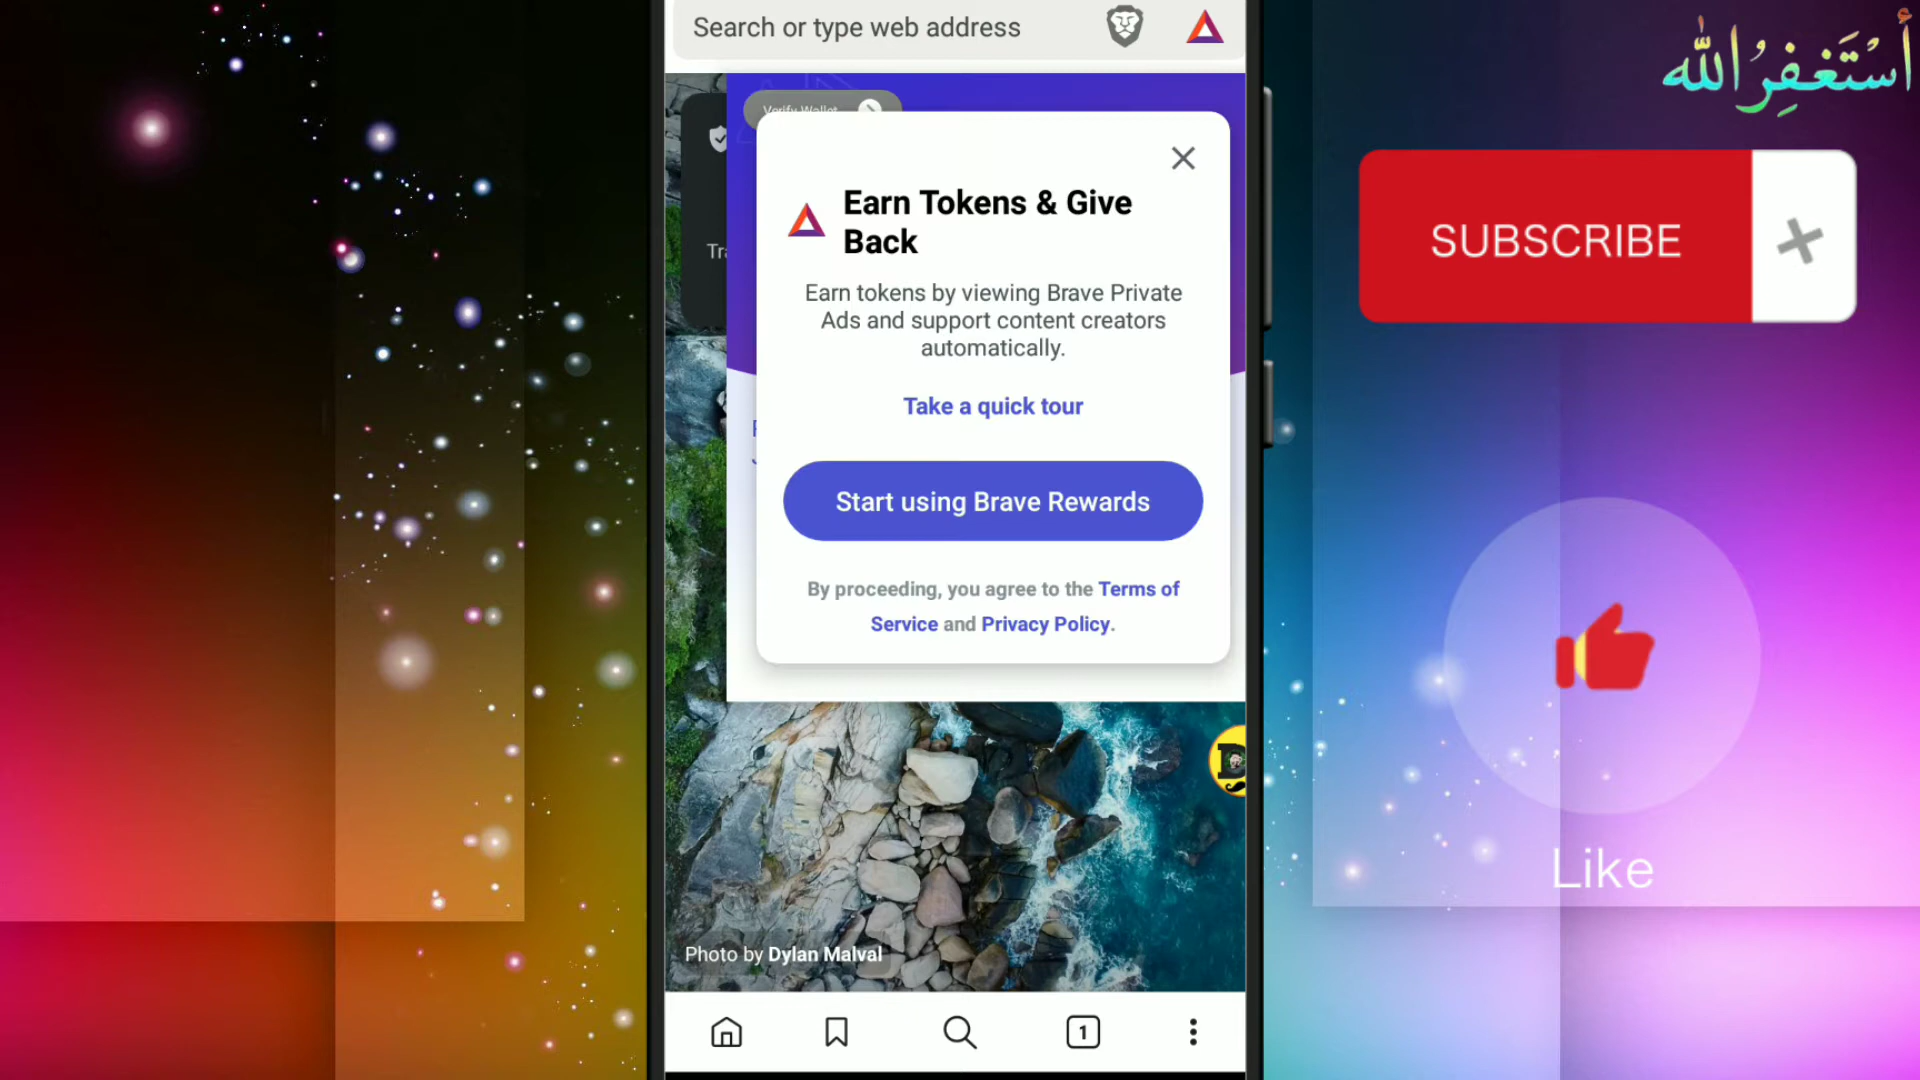 Search or type web address
أَسْتَغْفِرُ اللّٰه
Verify Wallet
SUBSCRIBE
Earn Tokens & Give
Back
Earn tokens by viewing Brave Private
Ads and support content creators
automatically.
Take a quick tour
Start using Brave Rewards
By proceeding, you agree to the Terms of
Service and Privacy Policy.
Like
Photo by Dylan Malval
1